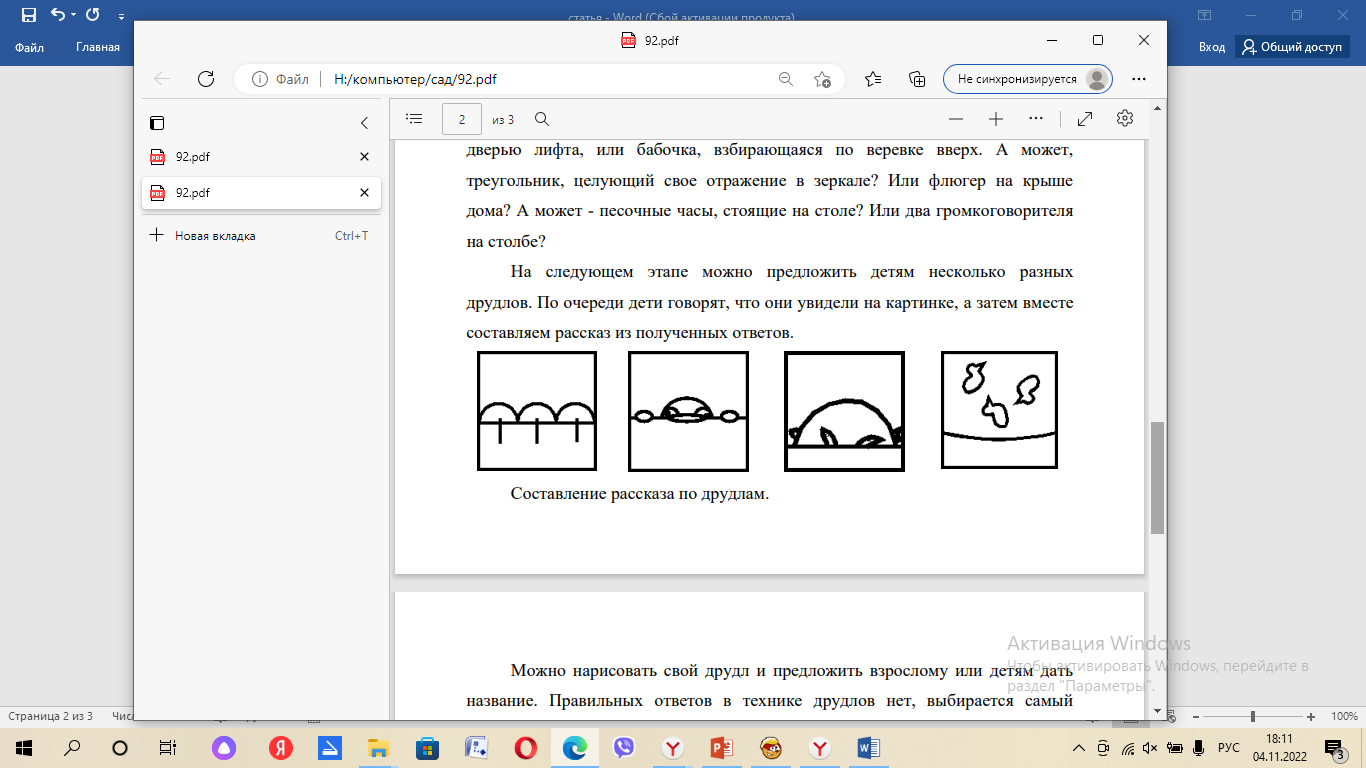 статья - Word (Сбой активации продукта)
Файл
Главная
Вход
Общий доступ
92.pdf
Файл
H:/компьютер/сад/92.pdf
Не синхронизируется
92.pdf
92.pdf
Новая вкладка
Ctrl+T
2
из 3
дверью лифта, или бабочка, взбирающаяся по веревке вверх. А может,
треугольник, целующий свое отражение в зеркале? Или флюгер на крыше
дома? А может - песочные часы, стоящие на столе? Или два громкоговорителя
на столбе?
На следующем этапе можно предложить детям несколько разных
друдлов. По очереди дети говорят, что они увидели на картинке, а затем вместе
составляем рассказ из полученных ответов.
Составление рассказа по друдлам.
Можно нарисовать свой друдл и предложить взрослому или детям дать
название. Правильных ответов в технике друдлов нет, выбирается самый
Активация Windows
Чтобы активировать Windows, перейдите в
раздел "Параметры".
Страница 2 из 3
100%
РУС
18:11
04.11.2022
3